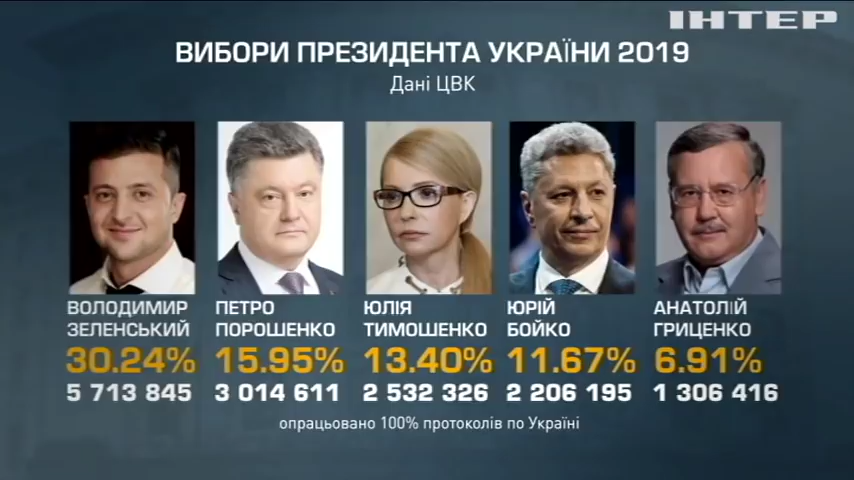 ІНТЕР
ВИБОРИ ПРЕЗИДЕНТА УКРАЇНИ 2019
Дані ЦВК
ВОЛОДИМИР
ЗЕЛЕНСЬКИЙ
30.24%
5 713 845
ПЕТРО
ПОРОШЕНКО
15.95%
3 014 611
ЮЛІЯ
ТИМОШЕНКО
13.40%
2 532 326
ЮРІЙ
БОЙКО
11.67%
2 206 195
АНАТОЛІЙ
ГРИЦЕНКО
6.91%
1 306 416
опрацьовано 100% протоколів по Україні